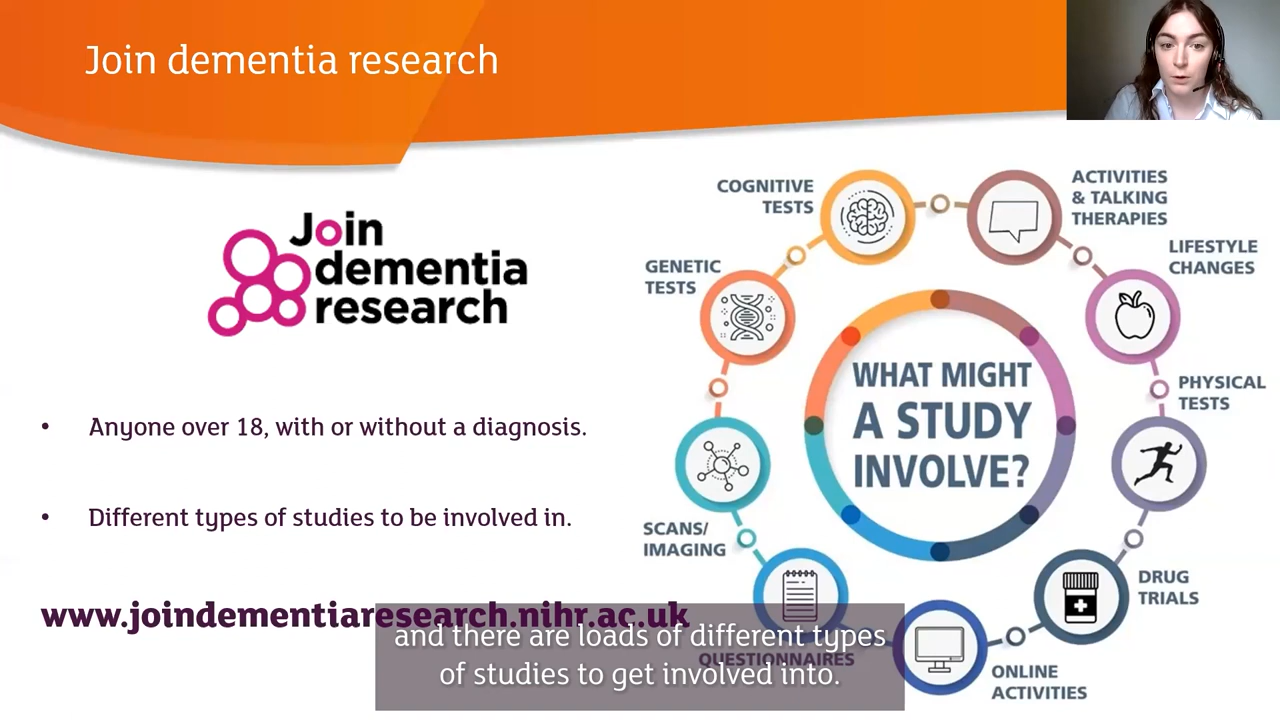 Join dementia research
Join
dementia
research
• Anyone over 18, with or without a diagnosis.
• Different types of studies to be involved in.
www.joindementiaresearch.nihr.ac.uk
WHAT MIGHT
A STUDY
INVOLVE?
COGNITIVE
TESTS
ACTIVITIES
& TALKING
THERAPIES
LIFESTYLE
CHANGES
PHYSICAL
TESTS
DRUG
TRIALS
ONLINE
ACTIVITIES
QUESTIONNAIRES
SCANS/
IMAGING
GENETIC
TESTS
and there are loads of different types
of studies to get involved into.